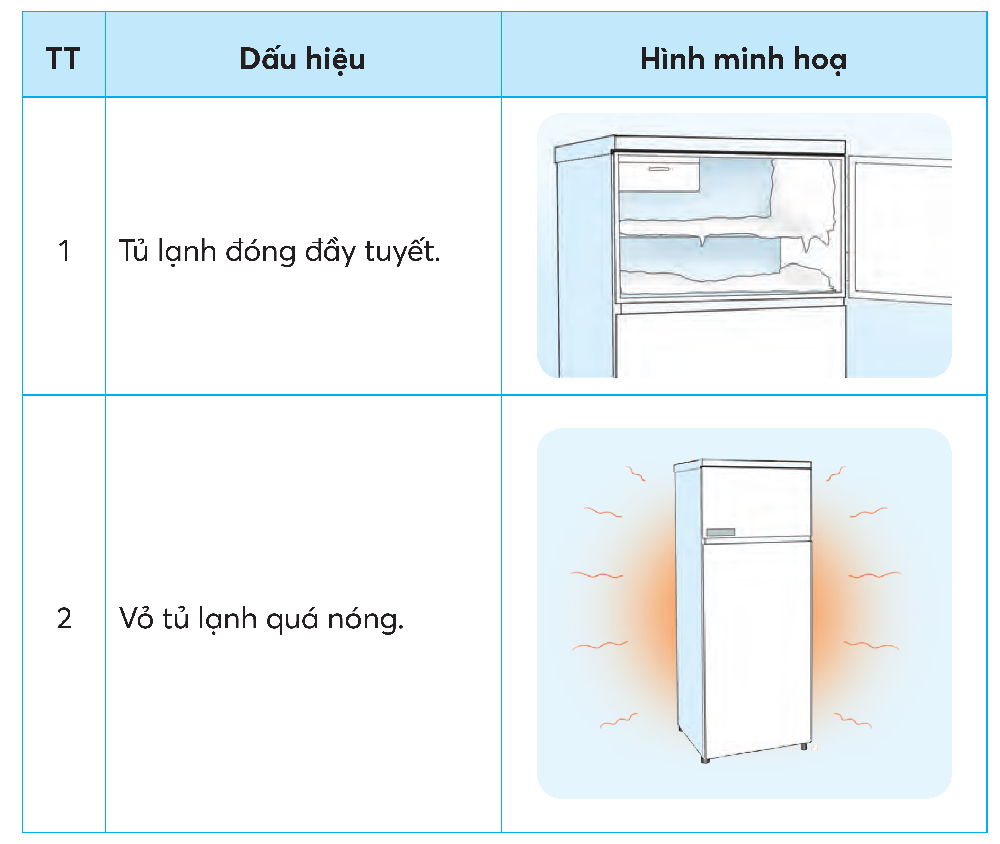 TT
Dấu hiệu
Hình minh hoạ
1
Tủ lạnh đóng đầy tuyết.
2
Vỏ tủ lạnh quá nóng.